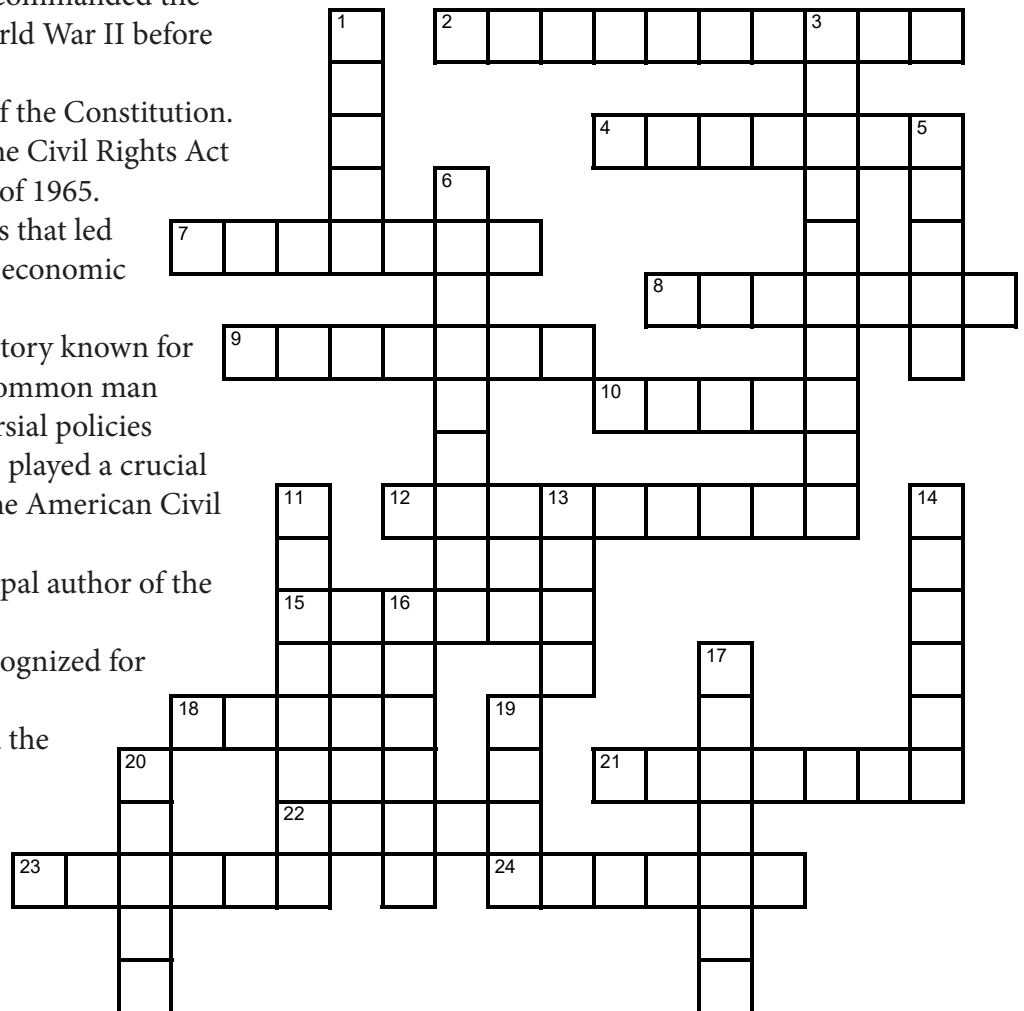 commanded the
rld War II before
f the Constitution.
he Civil Rights Act
of 1965.
s that led
economic
tory known for
ommon man
rsial policies
played a crucial
he American Civil
pal author of the
ognized for
the
1
2
3
4
5
6
7
8
9
10
11
12
13
14
15
16
17
18
19
20
21
22
23
24